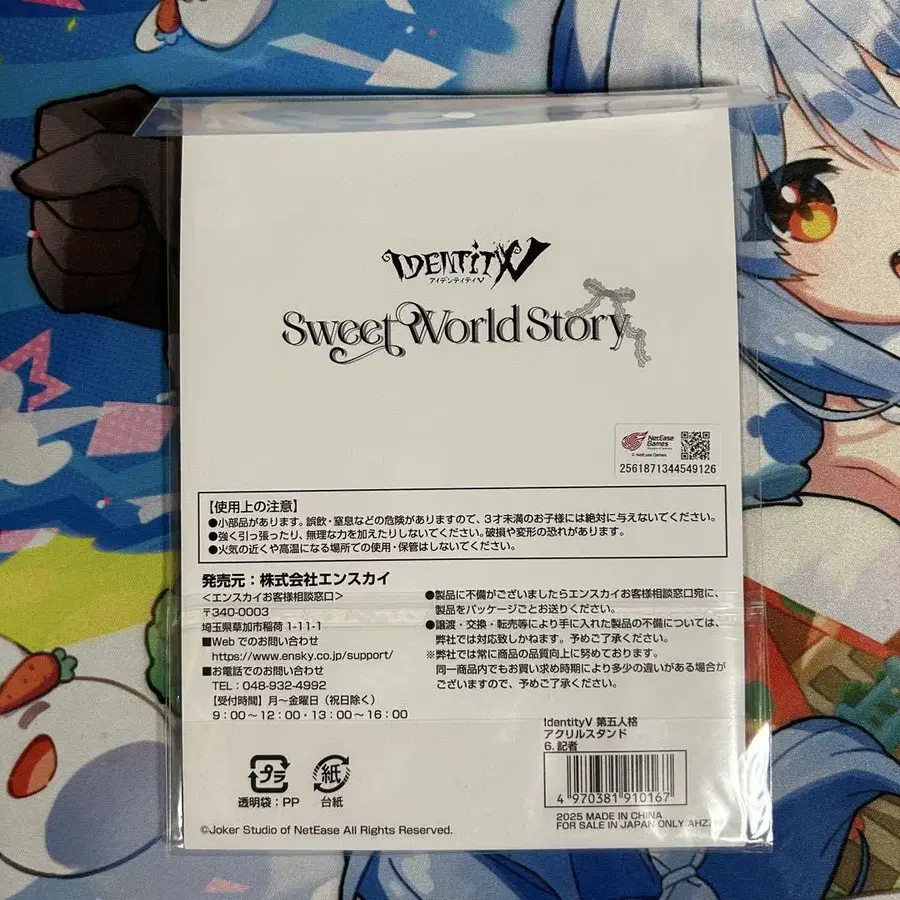 IDENTITY V
アイデンティティV
Sweet World Story
NetEase Games
© NetEase Games
2561871344549126
【使用上の注意】
●小部品があります。誤飲・窒息などの危険がありますので、3才未満のお子様には絶対に与えないでください。
●強く引っ張ったり、無理な力を加えたりしないでください。破損や変形の恐れがあります。
●火気の近くや高温になる場所での使用・保管はしないでください。
発売元：株式会社エンスカイ
＜エンスカイお客様相談窓口＞
〒340-0003
埼玉県草加市稲荷 1-11-1
■Web でのお問い合わせ
https://www.ensky.co.jp/support/
■お電話でのお問い合わせ
TEL：048-932-4992
【受付時間】月～金曜日（祝日除く）
9：00～12：00・13：00～16：00
●製品に不備がございましたらエンスカイお客様相談窓口宛に、
製品をパッケージごとお送りください。
●譲渡・交換・転売等により手に入れた製品の不備については、
弊社では対応致しかねます。予めご了承ください。
※弊社では常に商品の品質向上に努めております。
同一商品内でもお買い求め時期により多少の違いがある場合が
ございますので、予めご了承ください。
IdentityV 第五人格
アクリルスタンド
6. 記者
4 970381 910167
2025 MADE IN CHINA
FOR SALE IN JAPAN ONLY
プラ
透明袋：PP
紙
台紙
©Joker Studio of NetEase All Rights Reserved.